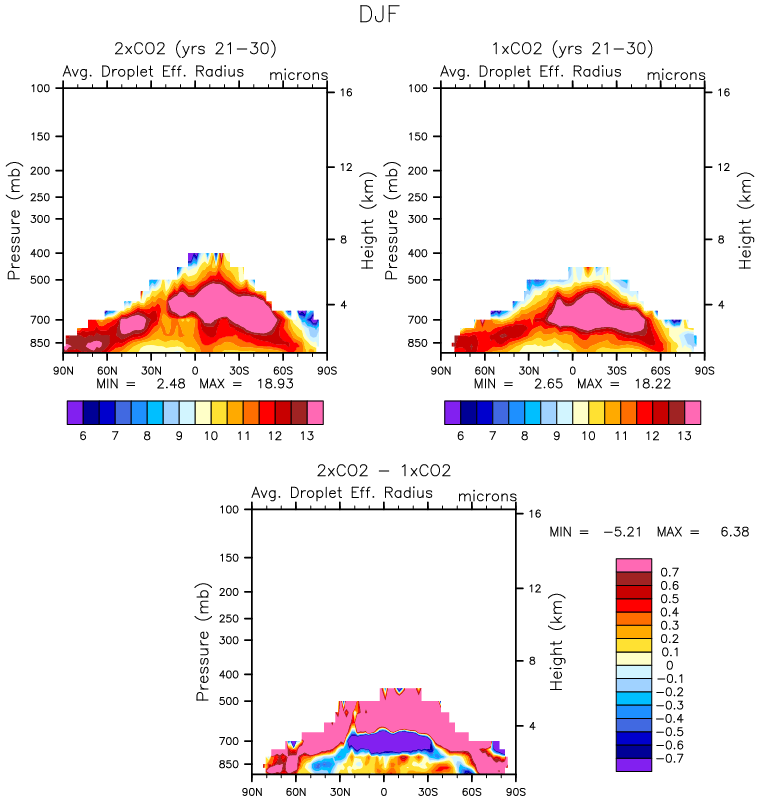 DJF
2xCO2 (yrs 21−30)
Avg. Droplet Eff. Radius microns
100
150
200
250
300
400
500
700
850
Pressure (mb)
16
12
8
4
Height (km)
90N 60N 30N 0 30S 60S 90S
MIN = 2.48 MAX = 18.93
6 7 8 9 10 11 12 13
1xCO2 (yrs 21−30)
Avg. Droplet Eff. Radius microns
100
150
200
250
300
400
500
700
850
Pressure (mb)
16
12
8
4
Height (km)
90N 60N 30N 0 30S 60S 90S
MIN = 2.65 MAX = 18.22
6 7 8 9 10 11 12 13
2xCO2 − 1xCO2
Avg. Droplet Eff. Radius microns
100
150
200
250
300
400
500
700
850
Pressure (mb)
16
12
8
4
Height (km)
90N 60N 30N 0 30S 60S 90S
MIN = −5.21 MAX = 6.38
0.7
0.6
0.5
0.4
0.3
0.2
0.1
0
−0.1
−0.2
−0.3
−0.4
−0.5
−0.6
−0.7